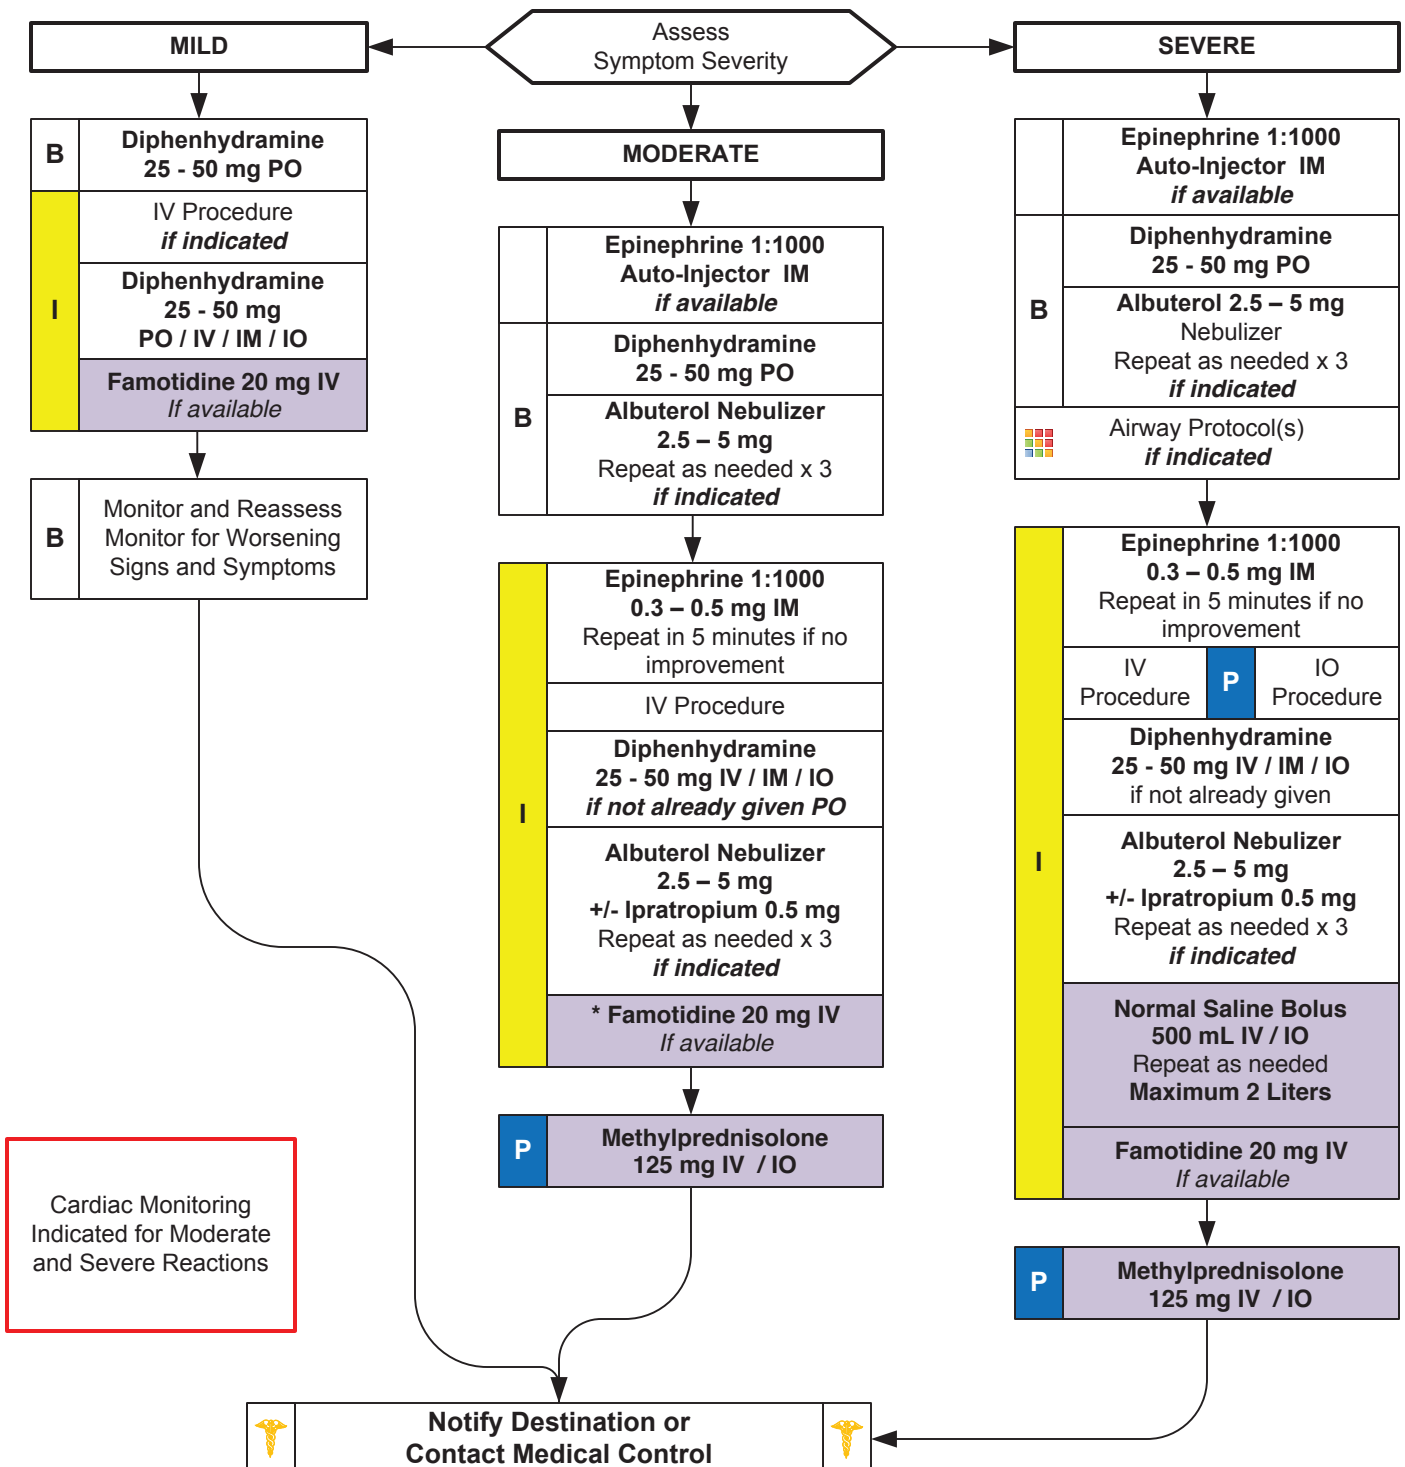 Assess
Symptom Severity
MILD
B
Diphenhydramine
25 - 50 mg PO
I
IV Procedure
if indicated
Diphenhydramine
25 - 50 mg
PO / IV / IM / IO
Famotidine 20 mg IV
If available
B
Monitor and Reassess
Monitor for Worsening
Signs and Symptoms
MODERATE
B
Epinephrine 1:1000
Auto-Injector IM
if available
Diphenhydramine
25 - 50 mg PO
Albuterol Nebulizer
2.5 – 5 mg
Repeat as needed x 3
if indicated
I
Epinephrine 1:1000
0.3 – 0.5 mg IM
Repeat in 5 minutes if no
improvement
IV Procedure
Diphenhydramine
25 - 50 mg IV / IM / IO
if not already given PO
Albuterol Nebulizer
2.5 – 5 mg
+/- Ipratropium 0.5 mg
Repeat as needed x 3
if indicated
* Famotidine 20 mg IV
If available
P
Methylprednisolone
125 mg IV / IO
SEVERE
B
Epinephrine 1:1000
Auto-Injector IM
if available
Diphenhydramine
25 - 50 mg PO
Albuterol 2.5 – 5 mg
Nebulizer
Repeat as needed x 3
if indicated
Airway Protocol(s)
if indicated
I
Epinephrine 1:1000
0.3 – 0.5 mg IM
Repeat in 5 minutes if no
improvement
IV
Procedure
P
IO
Procedure
Diphenhydramine
25 - 50 mg IV / IM / IO
if not already given
Albuterol Nebulizer
2.5 – 5 mg
+/- Ipratropium 0.5 mg
Repeat as needed x 3
if indicated
Normal Saline Bolus
500 mL IV / IO
Repeat as needed
Maximum 2 Liters
Famotidine 20 mg IV
If available
P
Methylprednisolone
125 mg IV / IO
Cardiac Monitoring
Indicated for Moderate
and Severe Reactions
Notify Destination or
Contact Medical Control